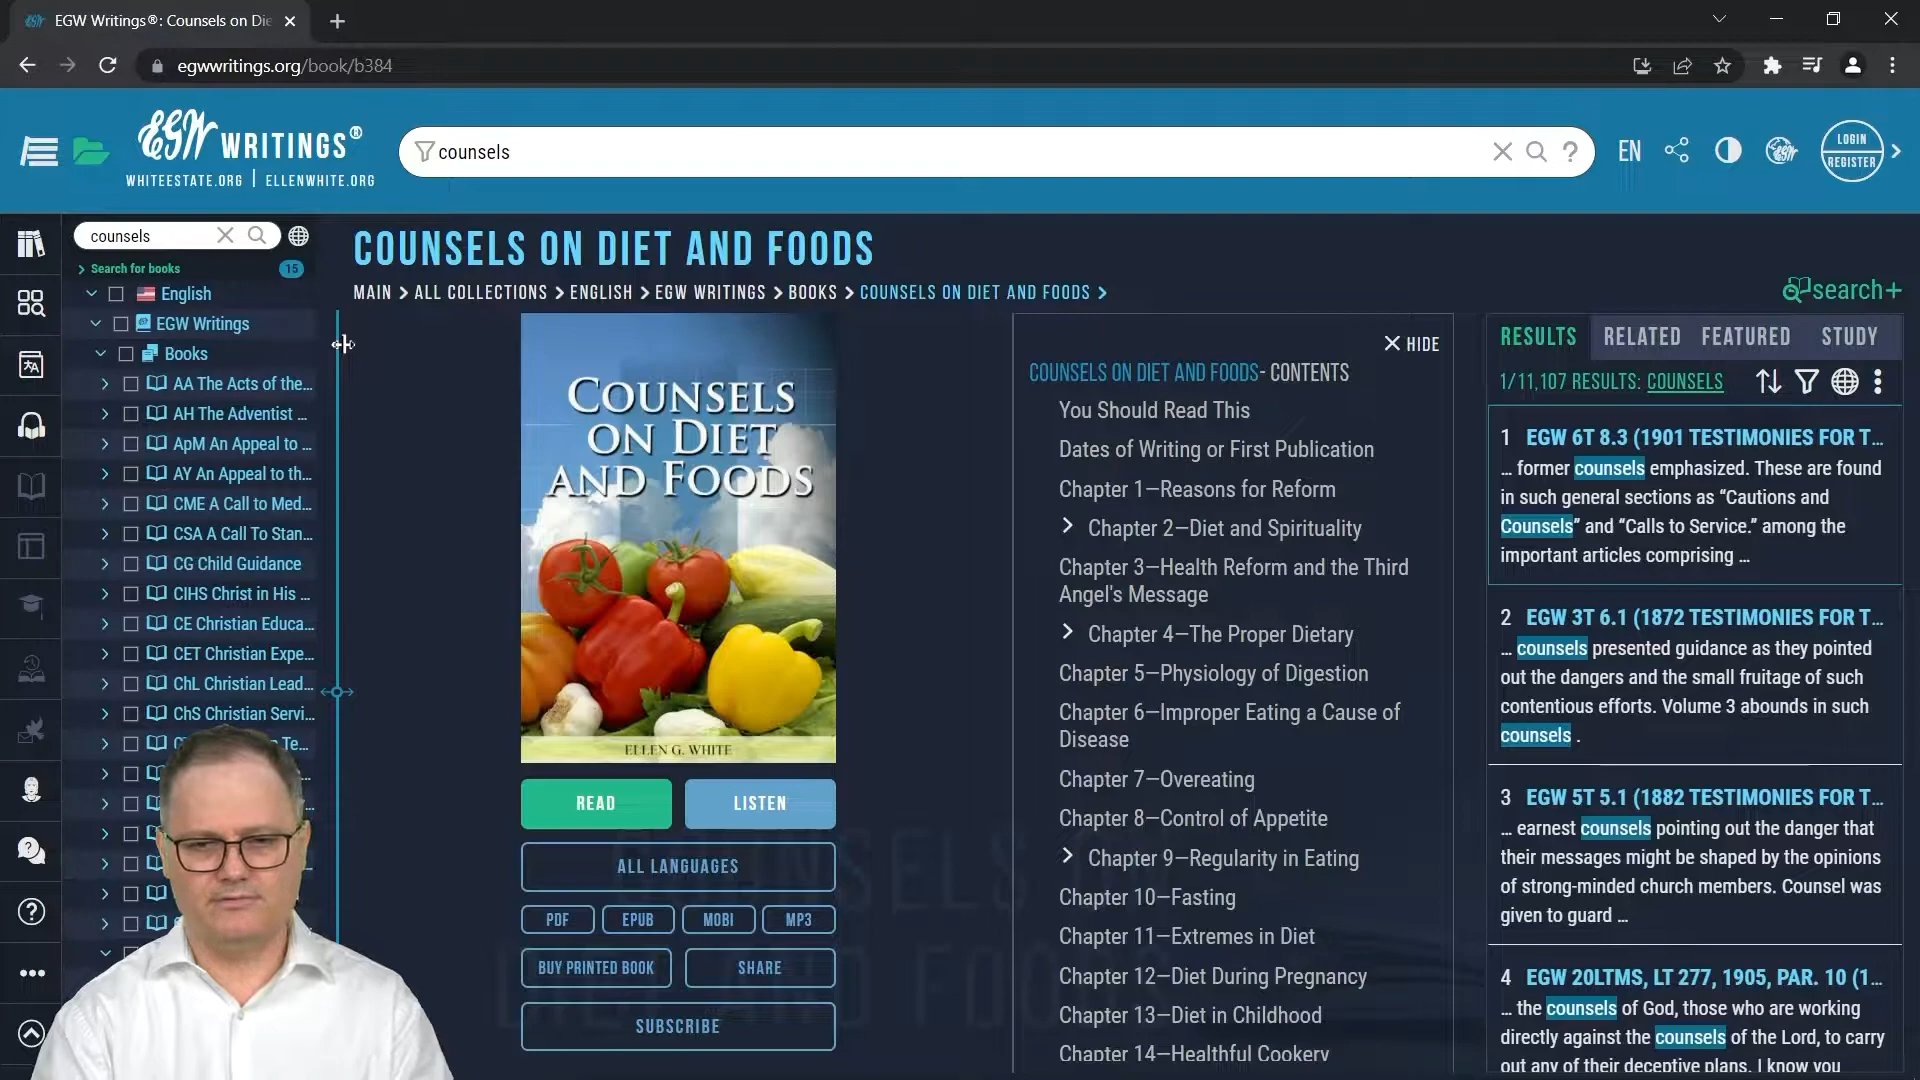 EGW Writings®: Counsels on Die
egwwritings.org/book/b384
EGW WRITINGS®
WHITEESTATE.ORG | ELLENWHITE.ORG
counsels
EN
LOGIN
REGISTER
counsels
Search for books
15
English
EGW Writings
Books
AA The Acts of the...
AH The Adventist ...
ApM An Appeal to ...
AY An Appeal to th...
CME A Call to Med...
CSA A Call To Stan...
CG Child Guidance
CIHS Christ in His ...
CE Christian Educa...
CET Christian Expe...
ChL Christian Lead...
ChS Christian Servi...
Te...
COUNSELS ON DIET AND FOODS
MAIN > ALL COLLECTIONS > ENGLISH > EGW WRITINGS > BOOKS > COUNSELS ON DIET AND FOODS >
COUNSELS
ON DIET
AND FOODS
ELLEN G. WHITE
READ
LISTEN
ALL LANGUAGES
PDF
EPUB
MOBI
MP3
BUY PRINTED BOOK
SHARE
SUBSCRIBE
HIDE
COUNSELS ON DIET AND FOODS- CONTENTS
You Should Read This
Dates of Writing or First Publication
Chapter 1—Reasons for Reform
Chapter 2—Diet and Spirituality
Chapter 3—Health Reform and the Third
Angel's Message
Chapter 4—The Proper Dietary
Chapter 5—Physiology of Digestion
Chapter 6—Improper Eating a Cause of
Disease
Chapter 7—Overeating
Chapter 8—Control of Appetite
Chapter 9—Regularity in Eating
Chapter 10—Fasting
Chapter 11—Extremes in Diet
Chapter 12—Diet During Pregnancy
Chapter 13—Diet in Childhood
Chapter 14—Healthful Cookery
search+
RESULTS
RELATED
FEATURED
STUDY
1/11,107 RESULTS: COUNSELS
1 EGW 6T 8.3 (1901 TESTIMONIES FOR T...
... former counsels emphasized. These are found
in such general sections as “Cautions and
Counsels” and “Calls to Service.” among the
important articles comprising ...
2 EGW 3T 6.1 (1872 TESTIMONIES FOR T...
... counsels presented guidance as they pointed
out the dangers and the small fruitage of such
contentious efforts. Volume 3 abounds in such
counsels .
3 EGW 5T 5.1 (1882 TESTIMONIES FOR T...
... earnest counsels pointing out the danger that
their messages might be shaped by the opinions
of strong-minded church members. Counsel was
given to guard ...
4 EGW 20LTMS, LT 277, 1905, PAR. 10 (1...
... the counsels of God, those who are working
directly against the counsels of the Lord, to carry
out any of their deceptive plans. I know you